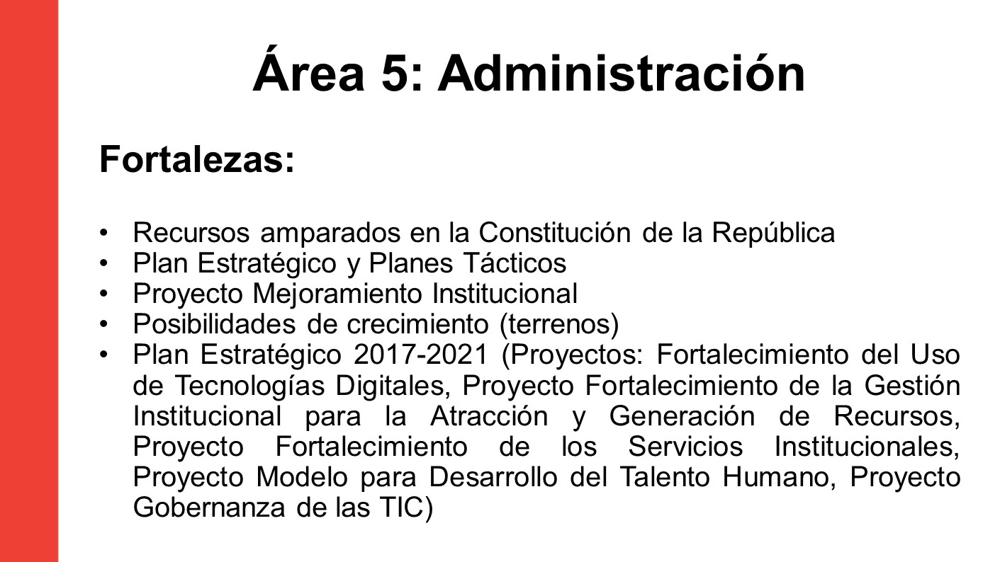 Área 5: Administración
Fortalezas:
• Recursos amparados en la Constitución de la República
• Plan Estratégico y Planes Tácticos
• Proyecto Mejoramiento Institucional
• Posibilidades de crecimiento (terrenos)
• Plan Estratégico 2017-2021 (Proyectos: Fortalecimiento del Uso
de Tecnologías Digitales, Proyecto Fortalecimiento de la Gestión
Institucional para la Atracción y Generación de Recursos,
Proyecto Fortalecimiento de los Servicios Institucionales,
Proyecto Modelo para Desarrollo del Talento Humano, Proyecto
Gobernanza de las TIC)